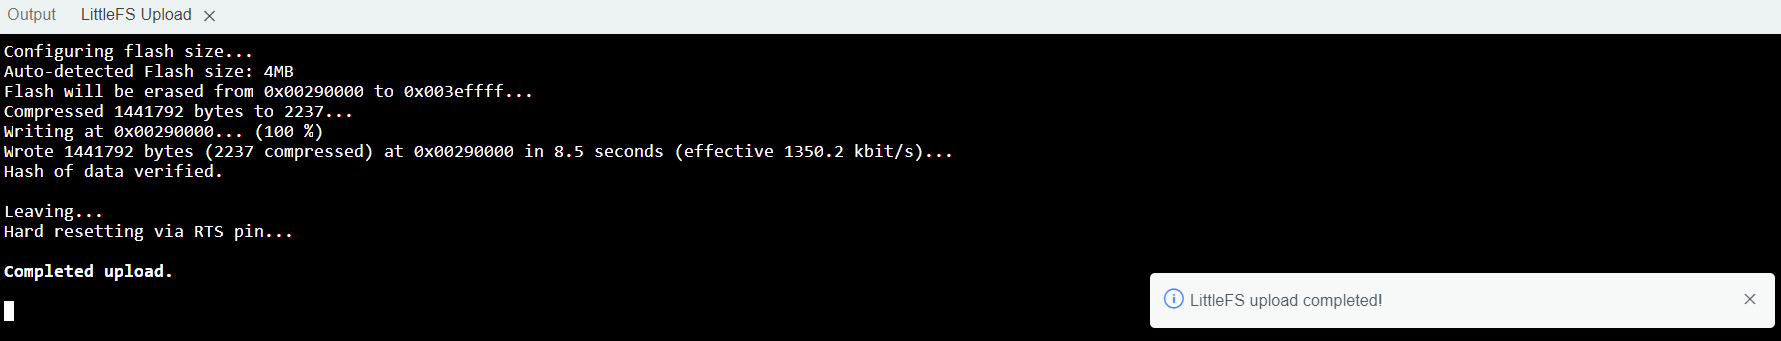 Output LittleFS Upload
Configuring flash size...
Auto-detected Flash size: 4MB
Flash will be erased from 0x00290000 to 0x003effff...
Compressed 1441792 bytes to 2237...
Writing at 0x00290000... (100 %)
Wrote 1441792 bytes (2237 compressed) at 0x00290000 in 8.5 seconds (effective 1350.2 kbit/s)...
Hash of data verified.
Leaving...
Hard resetting via RTS pin...
Completed upload.
LittleFS upload completed!